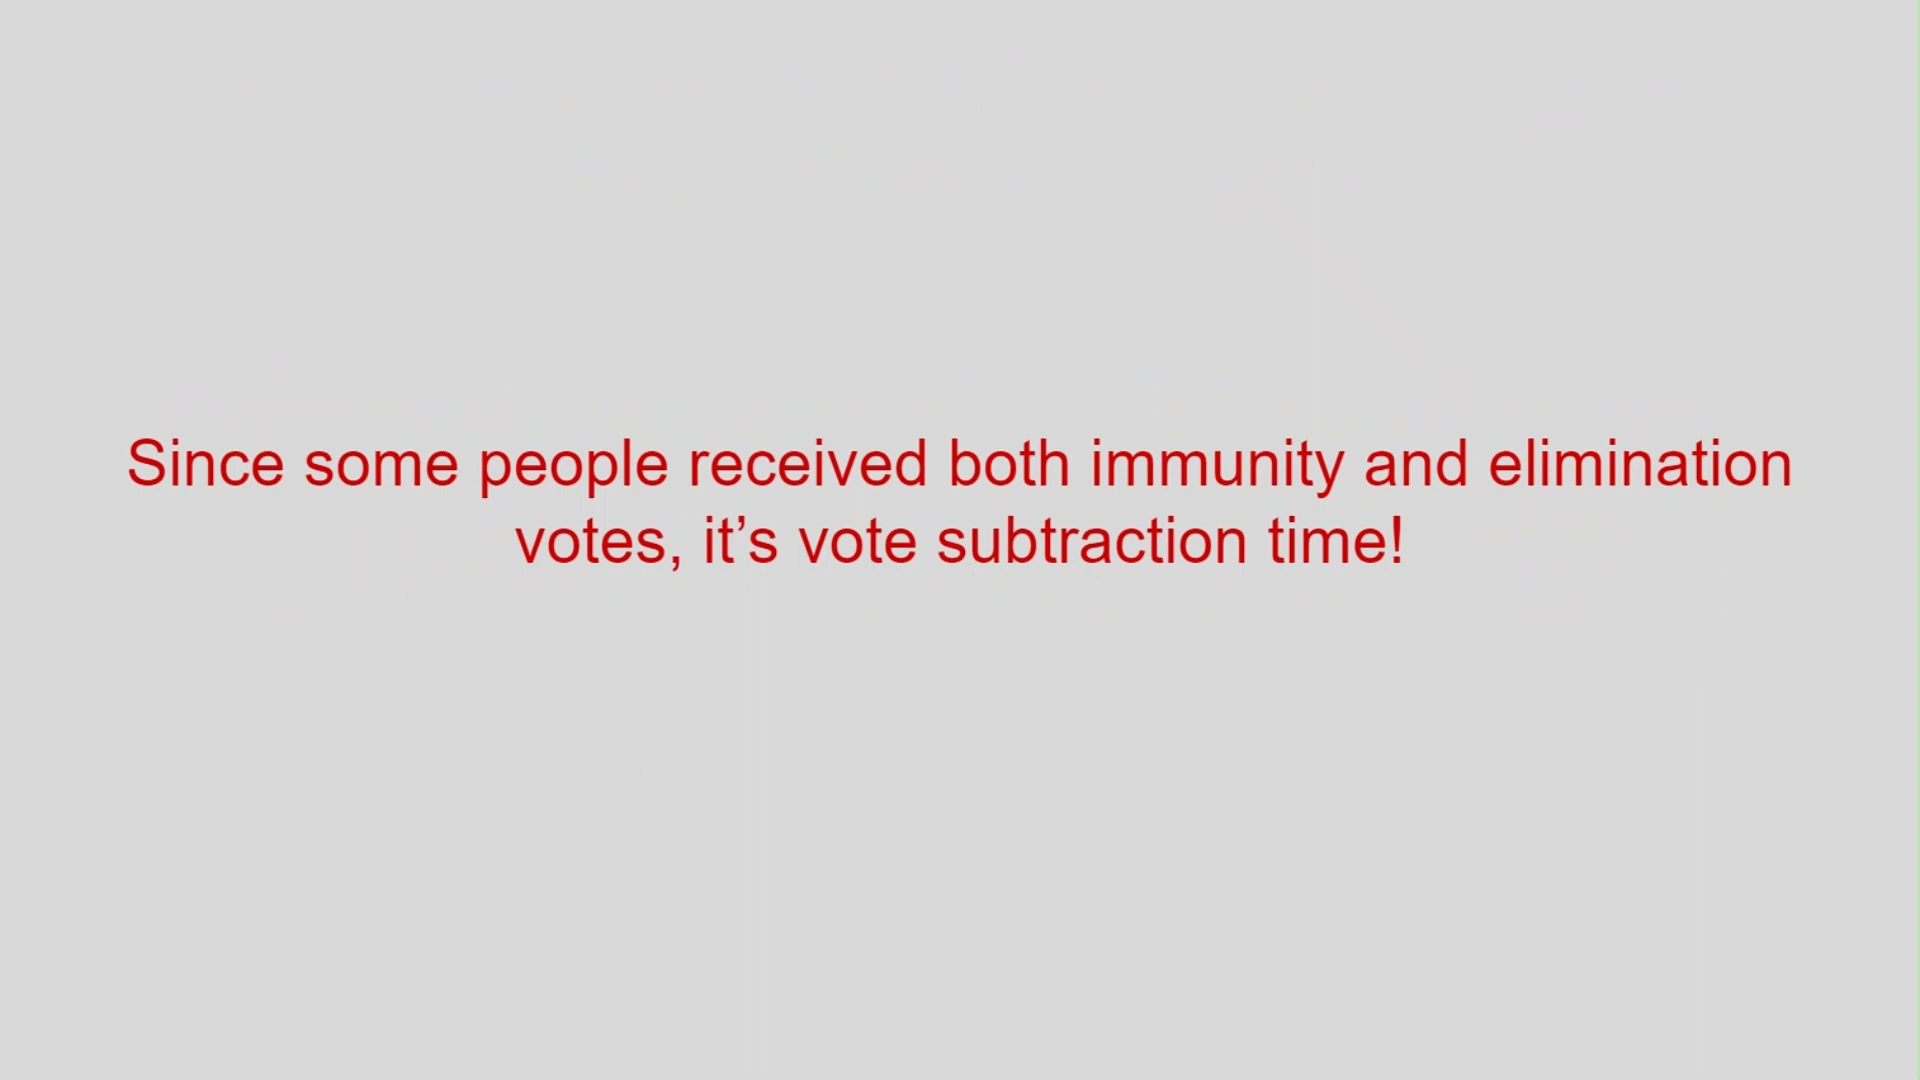 Since some people received both immunity and elimination
votes, it’s vote subtraction time!